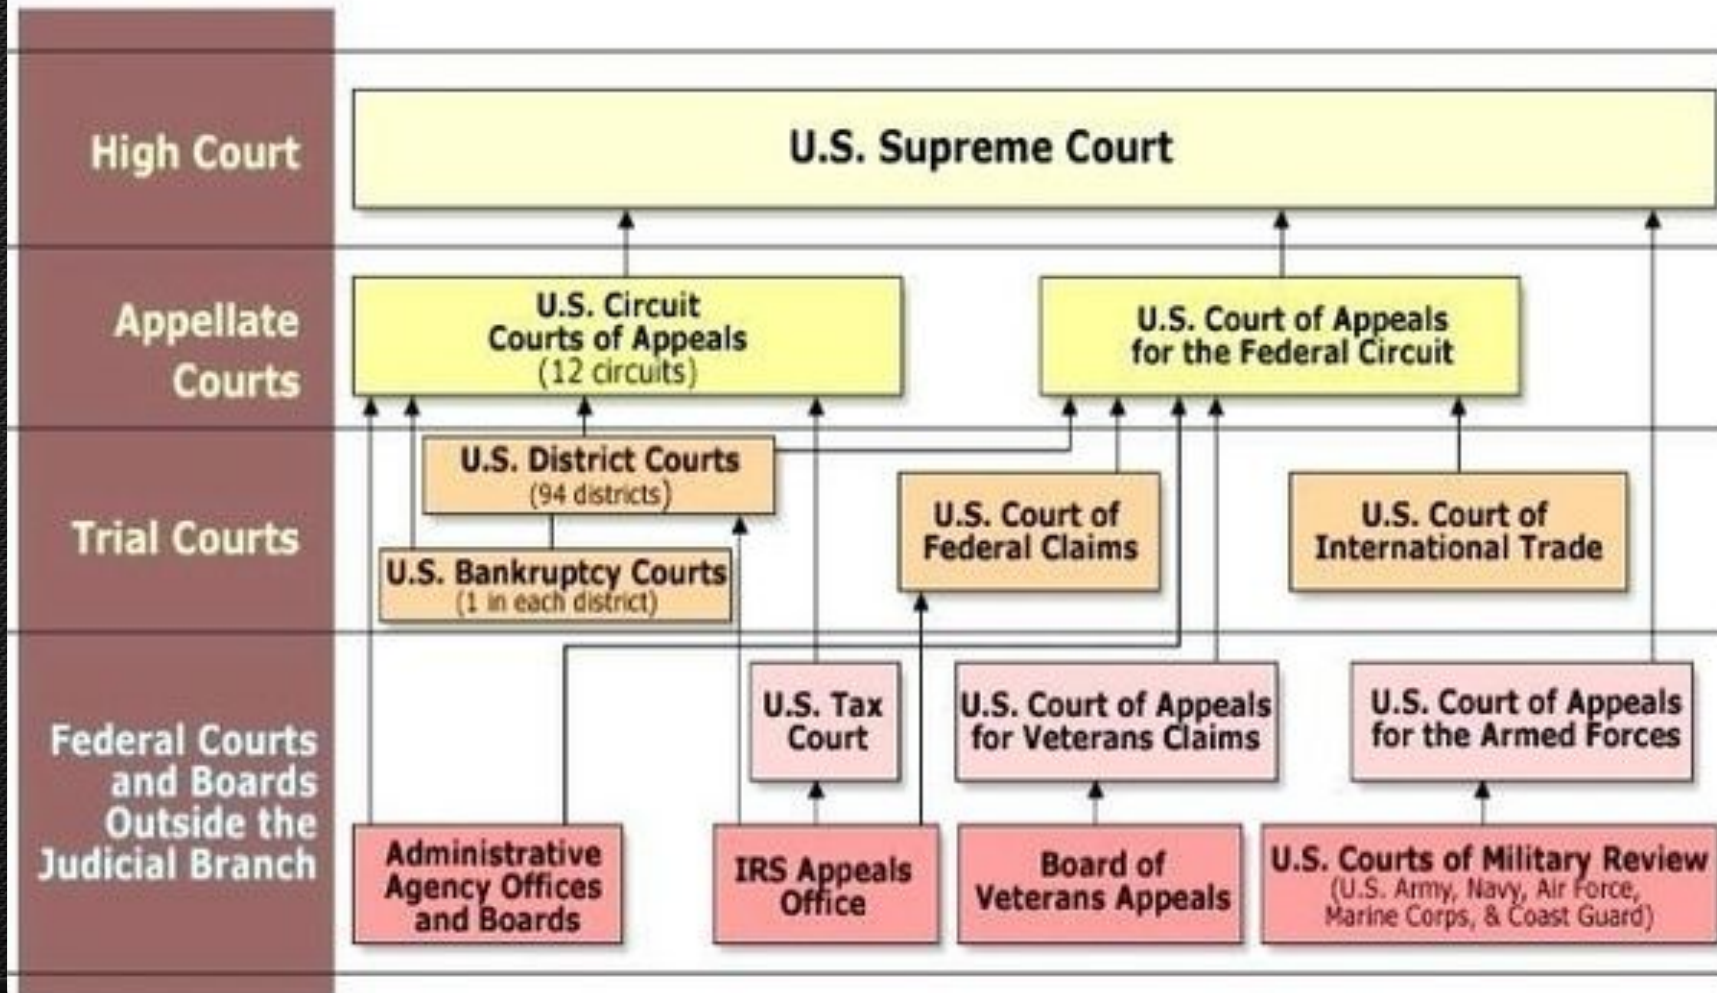 High Court
U.S. Supreme Court
Appellate
Courts
U.S. Circuit
Courts of Appeals
(12 circuits)
U.S. Court of Appeals
for the Federal Circuit
Trial Courts
U.S. District Courts
(94 districts)
U.S. Bankruptcy Courts
(1 in each district)
U.S. Court of
Federal Claims
U.S. Court of
International Trade
Federal Courts
and Boards
Outside the
Judicial Branch
U.S. Tax
Court
U.S. Court of Appeals
for Veterans Claims
U.S. Court of Appeals
for the Armed Forces
Administrative
Agency Offices
and Boards
IRS Appeals
Office
Board of
Veterans Appeals
U.S. Courts of Military Review
(U.S. Army, Navy, Air Force,
Marine Corps, & Coast Guard)